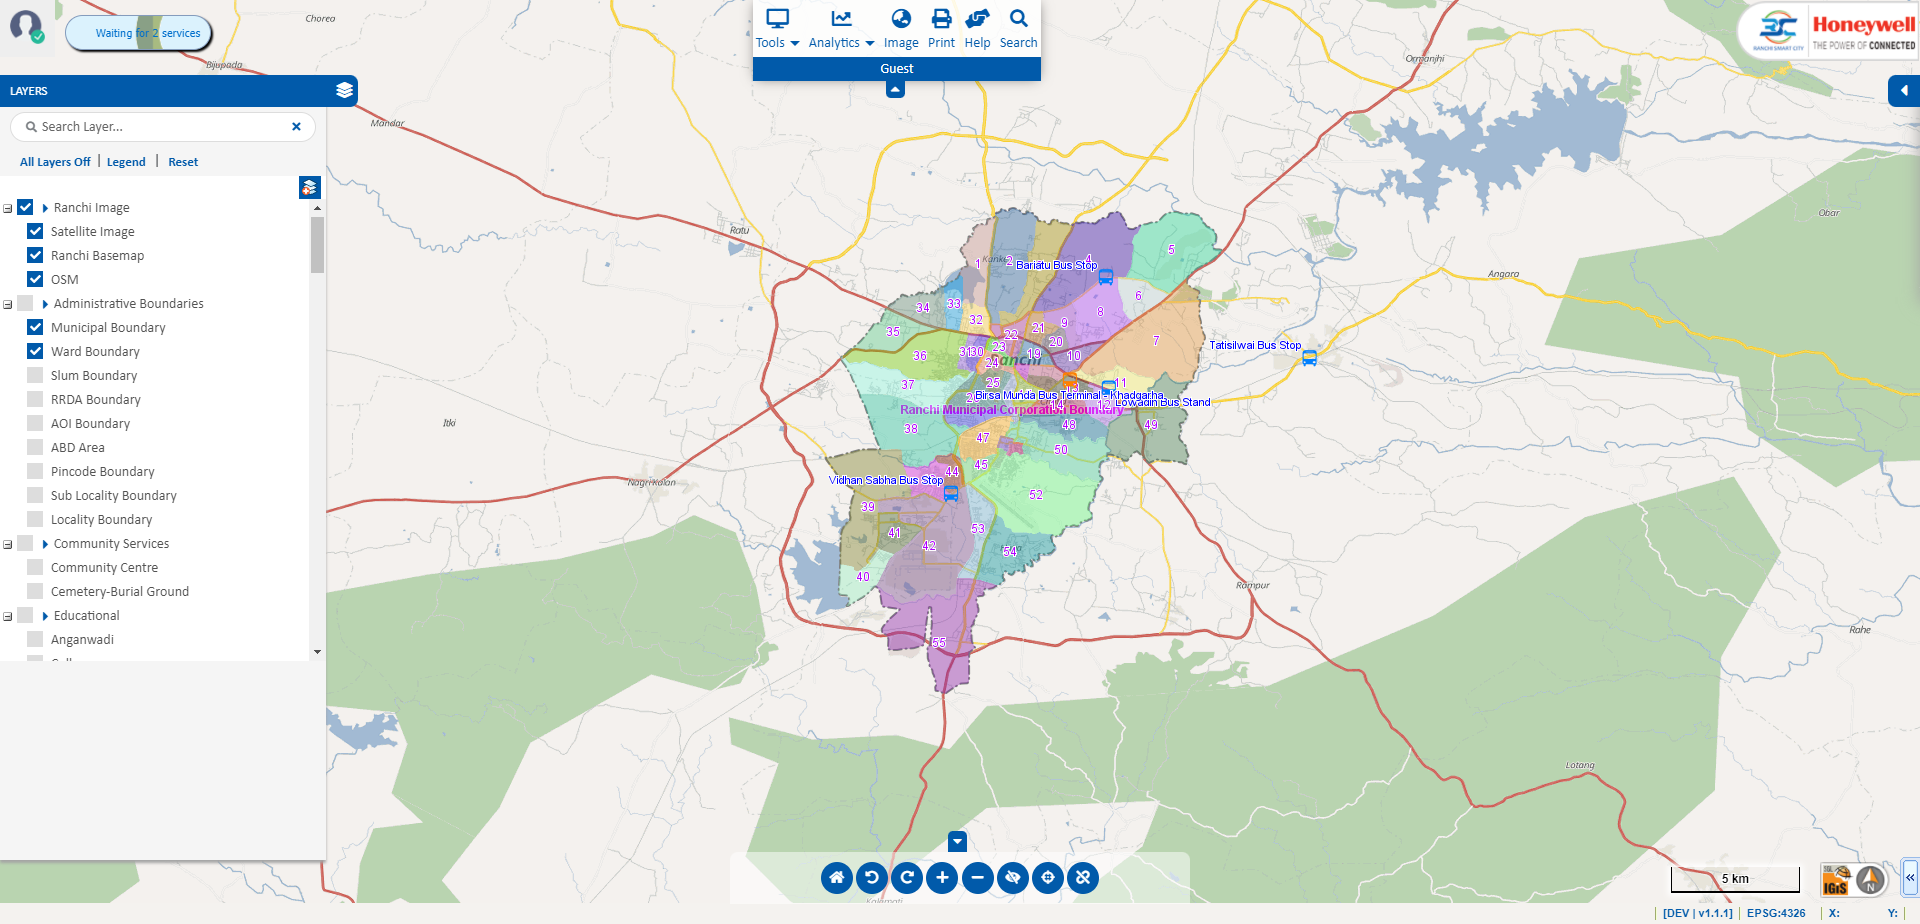 Waiting for 2 services
Tools
Analytics
Image
Print
Help
Search
Guest
RANCHI SMART CITY
Honeywell
THE POWER OF CONNECTED
LAYERS
Search Layer...
All Layers Off | Legend | Reset
Ranchi Image
Satellite Image
Ranchi Basemap
OSM
Administrative Boundaries
Municipal Boundary
Ward Boundary
Slum Boundary
RRDA Boundary
AOI Boundary
ABD Area
Pincode Boundary
Sub Locality Boundary
Locality Boundary
Community Services
Community Centre
Cemetery-Burial Ground
Educational
Anganwadi
Chorea
Bijupada
Mandar
Ormanjhi
Ratu
Obar
Angara
Itki
Nagri Kalan
Rampur
Rahe
Lotang
Kalamati
1
2
4
5
Bariatu Bus Stop
6
33
34
32
8
9
21
22
35
7
20
Tatisilwai Bus Stop
36
31
30
23
19
10
24
37
25
11
Birsa Munda Bus Terminal - Khadgarha
Lowadih Bus Stand
Ranchi Municipal Corporation Boundary
38
48
49
47
50
45
44
Vidhan Sabha Bus Stop
52
39
41
53
42
54
40
55
5 km
IGiS
N
[DEV | v1.1.1]
EPSG:4326
X:
Y: